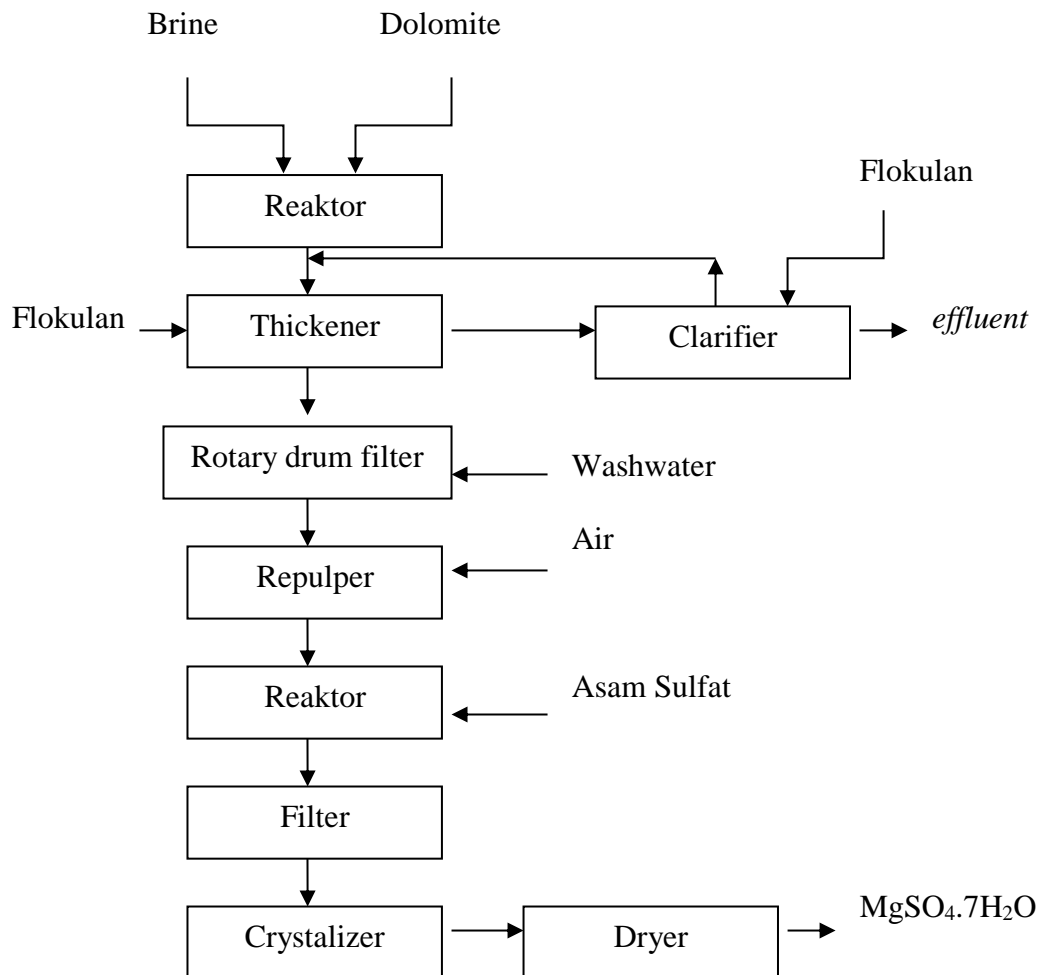 Brine
Dolomite
Reaktor
Flokulan
Flokulan
Thickener
Clarifier
effluent
Rotary drum filter
Washwater
Air
Repulper
Reaktor
Asam Sulfat
Filter
Crystalizer
Dryer
MgSO₄.7H₂O